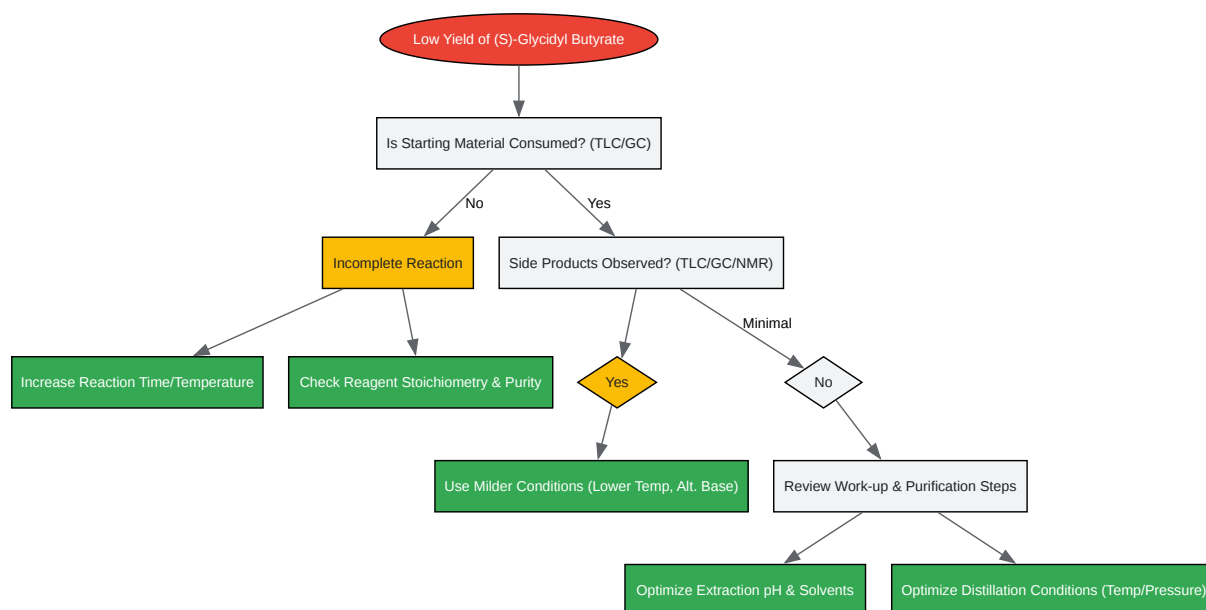 Low Yield of (S)-Glycidyl Butyrate
Is Starting Material Consumed? (TLC/GC)
No
Yes
Incomplete Reaction
Side Products Observed? (TLC/GC/NMR)
Minimal
Increase Reaction Time/Temperature
Check Reagent Stoichiometry & Purity
Yes
No
Use Milder Conditions (Lower Temp, Alt. Base)
Review Work-up & Purification Steps
Optimize Extraction pH & Solvents
Optimize Distillation Conditions (Temp/Pressure)